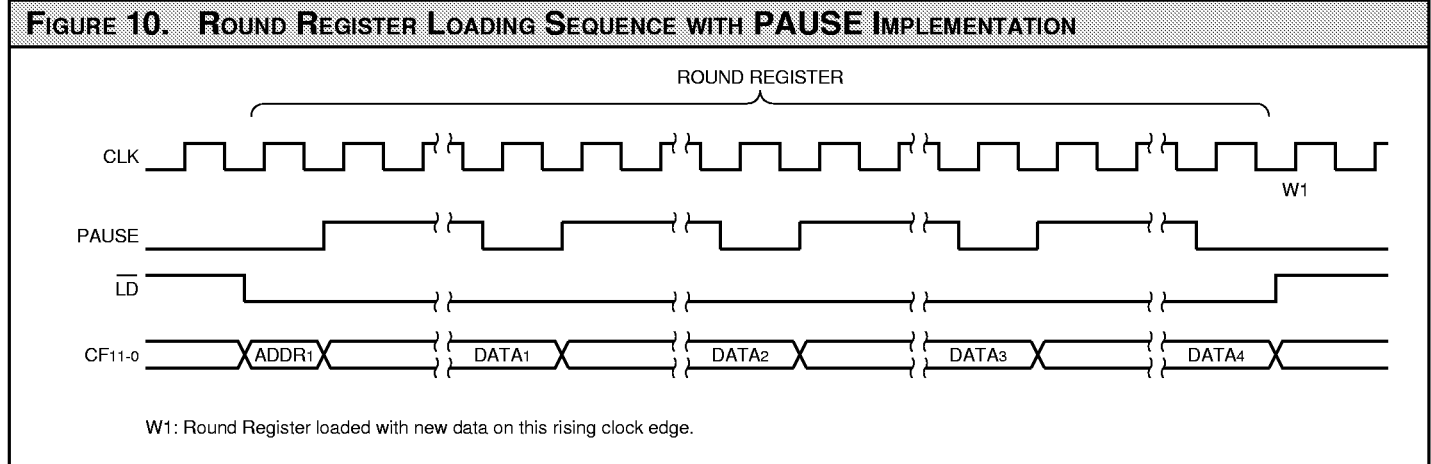 FIGURE 10. ROUND REGISTER LOADING SEQUENCE WITH PAUSE IMPLEMENTATION
ROUND REGISTER
CLK
W1
PAUSE
LD
CF11-0
ADDR1
DATA1
DATA2
DATA3
DATA4
W1: Round Register loaded with new data on this rising clock edge.